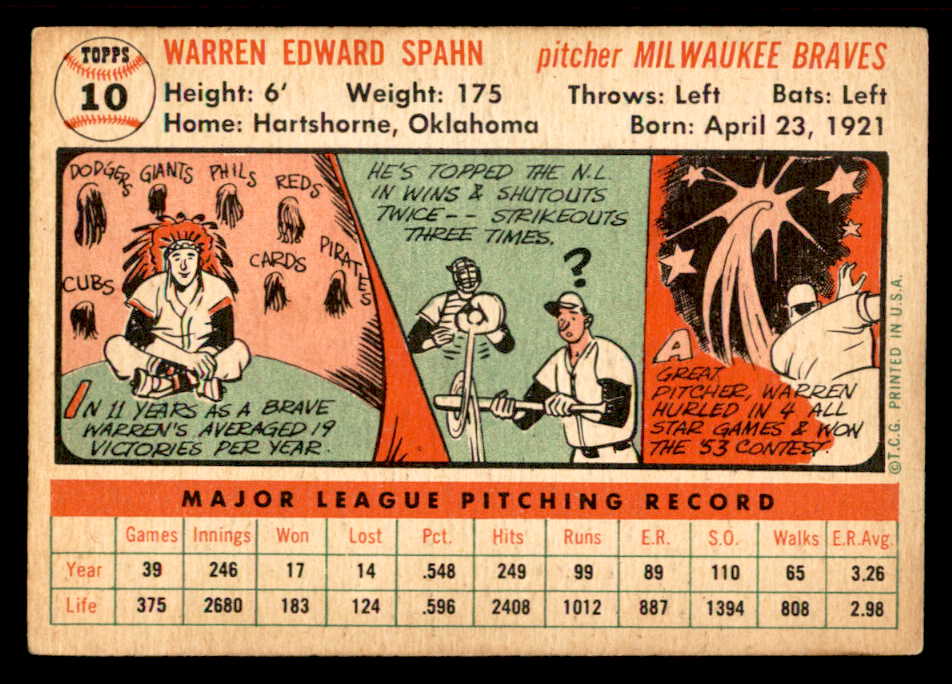 TOPPS
10
WARREN EDWARD SPAHN pitcher MILWAUKEE BRAVES
Height: 6' Weight: 175 Throws: Left Bats: Left
Home: Hartshorne, Oklahoma Born: April 23, 1921
DODGERS GIANTS PHILS REDS
CUBS CARDS PIRATES
IN 11 YEARS AS A BRAVE
WARREN'S AVERAGED 19
VICTORIES PER YEAR.
HE'S TOPPED THE N.L.
IN WINS & SHUTOUTS
TWICE -- STRIKEOUTS
THREE TIMES.
?
A
GREAT
PITCHER, WARREN
HURLED IN 4 ALL
STAR GAMES & WON
THE '53 CONTEST.
©T.C.G. PRINTED IN U.S.A.
MAJOR LEAGUE PITCHING RECORD
Games Innings Won Lost Pct. Hits Runs E.R. S.O. Walks E.R.Avg.
Year 39 246 17 14 .548 249 99 89 110 65 3.26
Life 375 2680 183 124 .596 2408 1012 887 1394 808 2.98